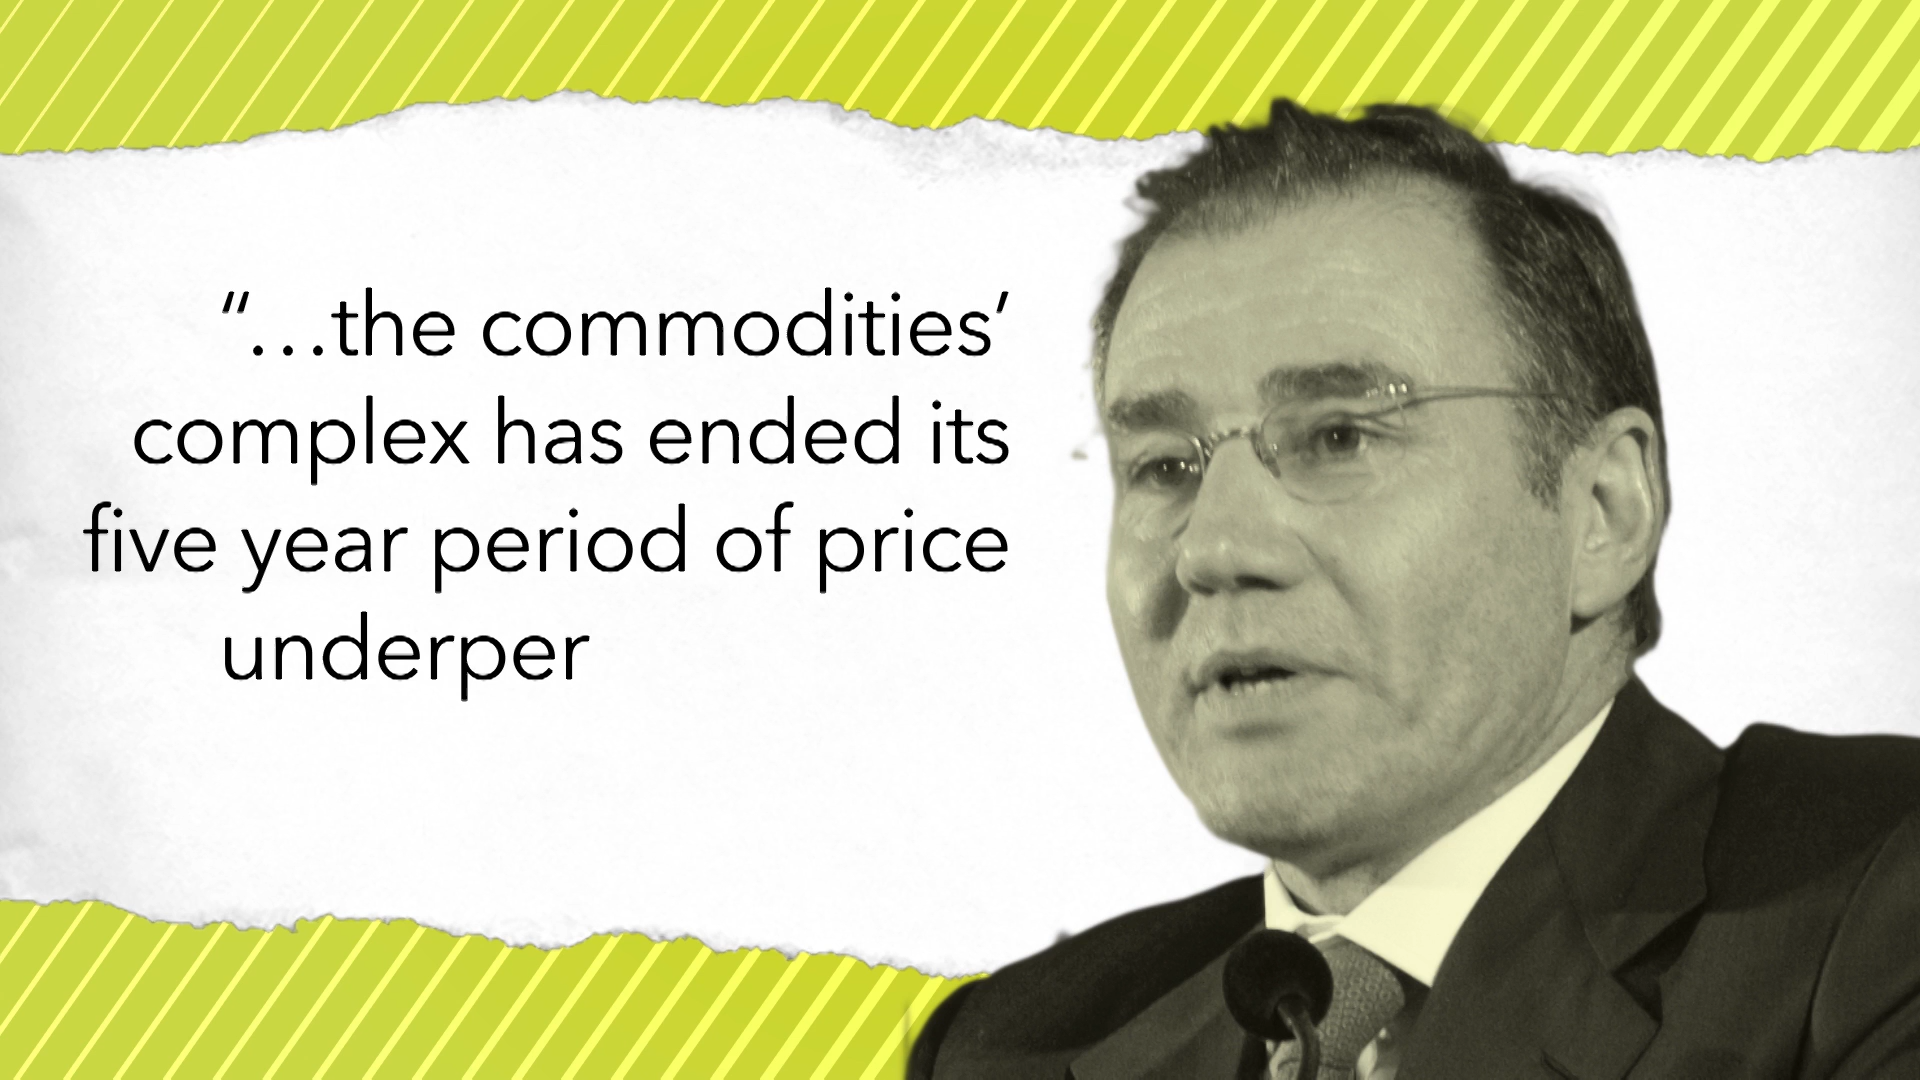 “…the commodities’
complex has ended its
five year period of price
underper